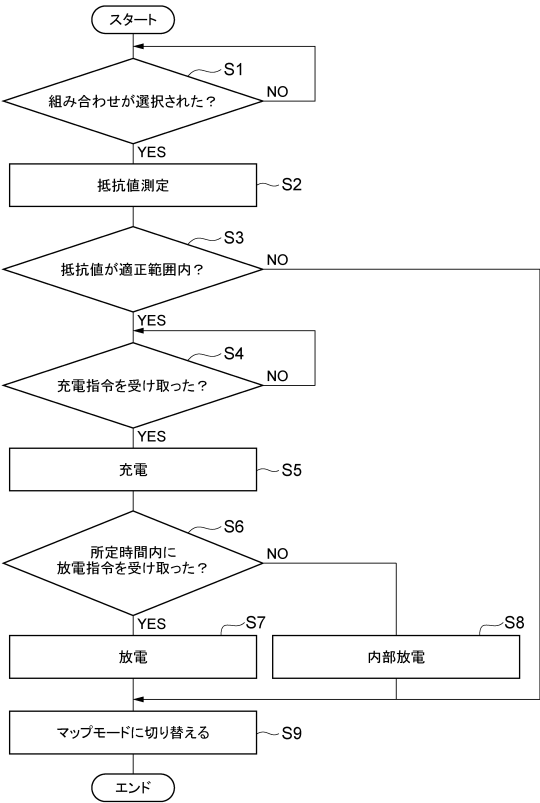 スタート
S1
組み合わせが選択された？
NO
YES
抵抗値測定
S2
S3
抵抗値が適正範囲内？
NO
YES
S4
充電指令を受け取った？
NO
YES
充電
S5
S6
所定時間内に
放電指令を受け取った？
NO
YES
S7
放電
S8
内部放電
マップモードに切り替える
S9
エンド